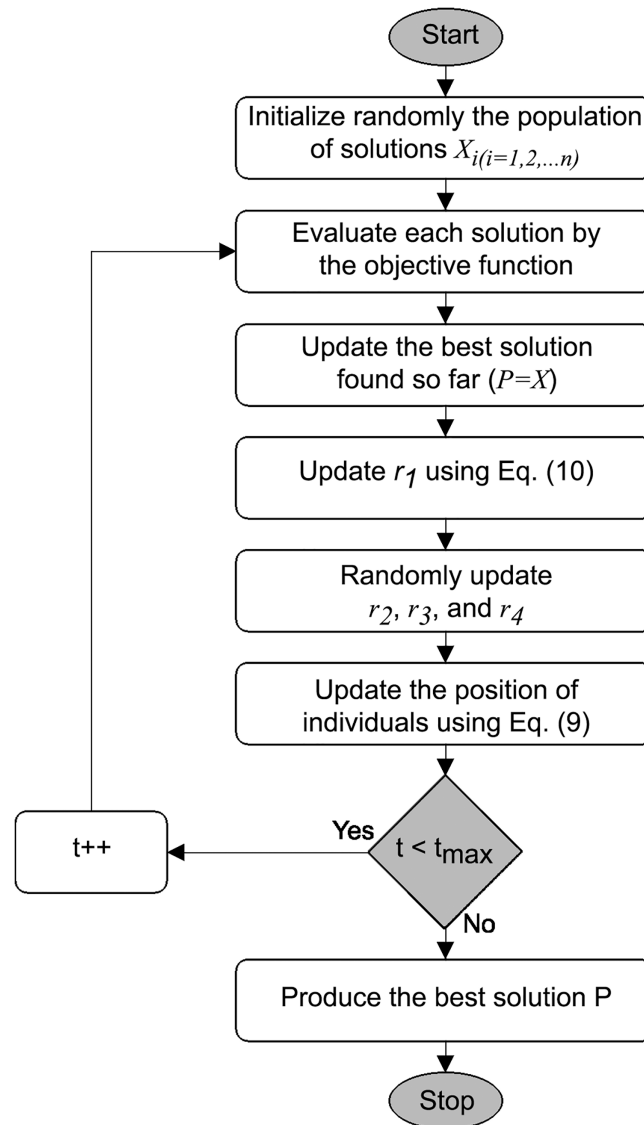 Start
Initialize randomly the population
of solutions X_{i(i=1,2,...n)}
Evaluate each solution by
the objective function
Update the best solution
found so far (P=X)
Update r_1 using Eq. (10)
Randomly update
r_2, r_3, and r_4
Update the position of
individuals using Eq. (9)
Yes
t < t_max
t++
No
Produce the best solution P
Stop